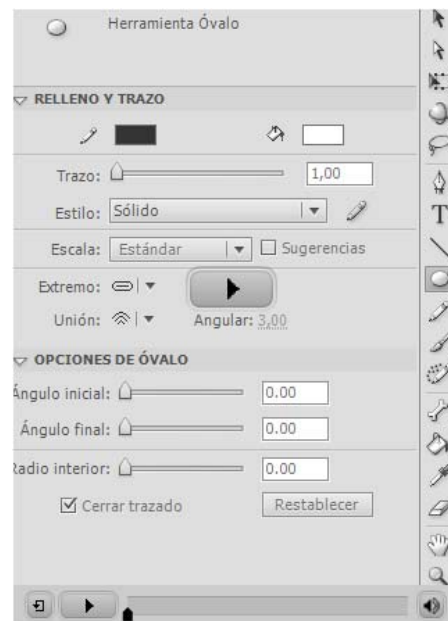 Herramienta Óvalo
RELLENO Y TRAZO
Trazo: 1,00
Estilo: Sólido
Escala: Estándar Sugerencias
Extremo:
Unión: Angular: 3,00
OPCIONES DE ÓVALO
Ángulo inicial: 0.00
Ángulo final: 0.00
Radio interior: 0.00
Cerrar trazado Restablecer
T